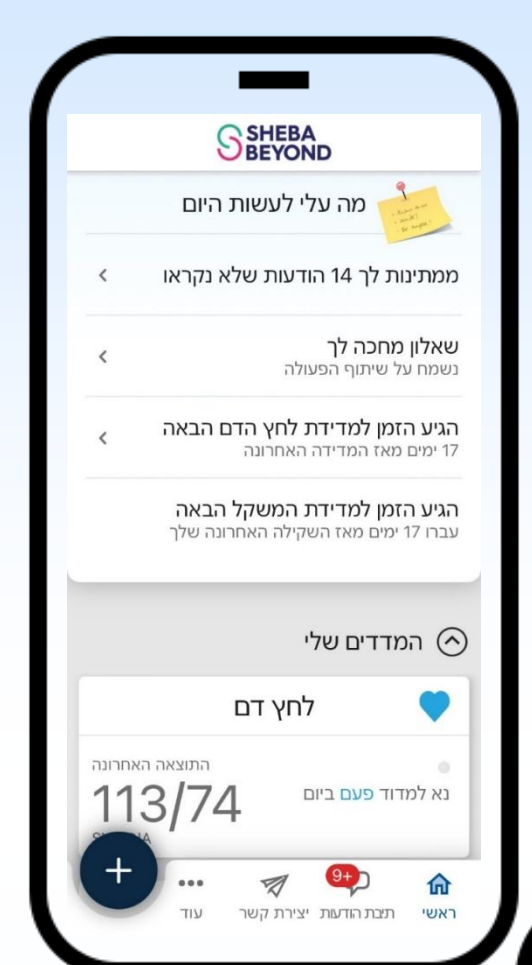 SHEBA
BEYOND
מה עלי לעשות היום
ממתינות לך 14 הודעות שלא נקראו
שאלון מחכה לך
נשמח על שיתוף הפעולה
הגיע הזמן למדידת לחץ הדם הבאה
17 ימים מאז המדידה האחרונה
הגיע הזמן למדידת המשקל הבאה
עברו 17 ימים מאז השקילה האחרונה שלך
המדדים שלי
לחץ דם
התוצאה האחרונה
נא למדוד פעם ביום
113/74
+
9+
ראשי
תיבת הודעות
יצירת קשר
עוד